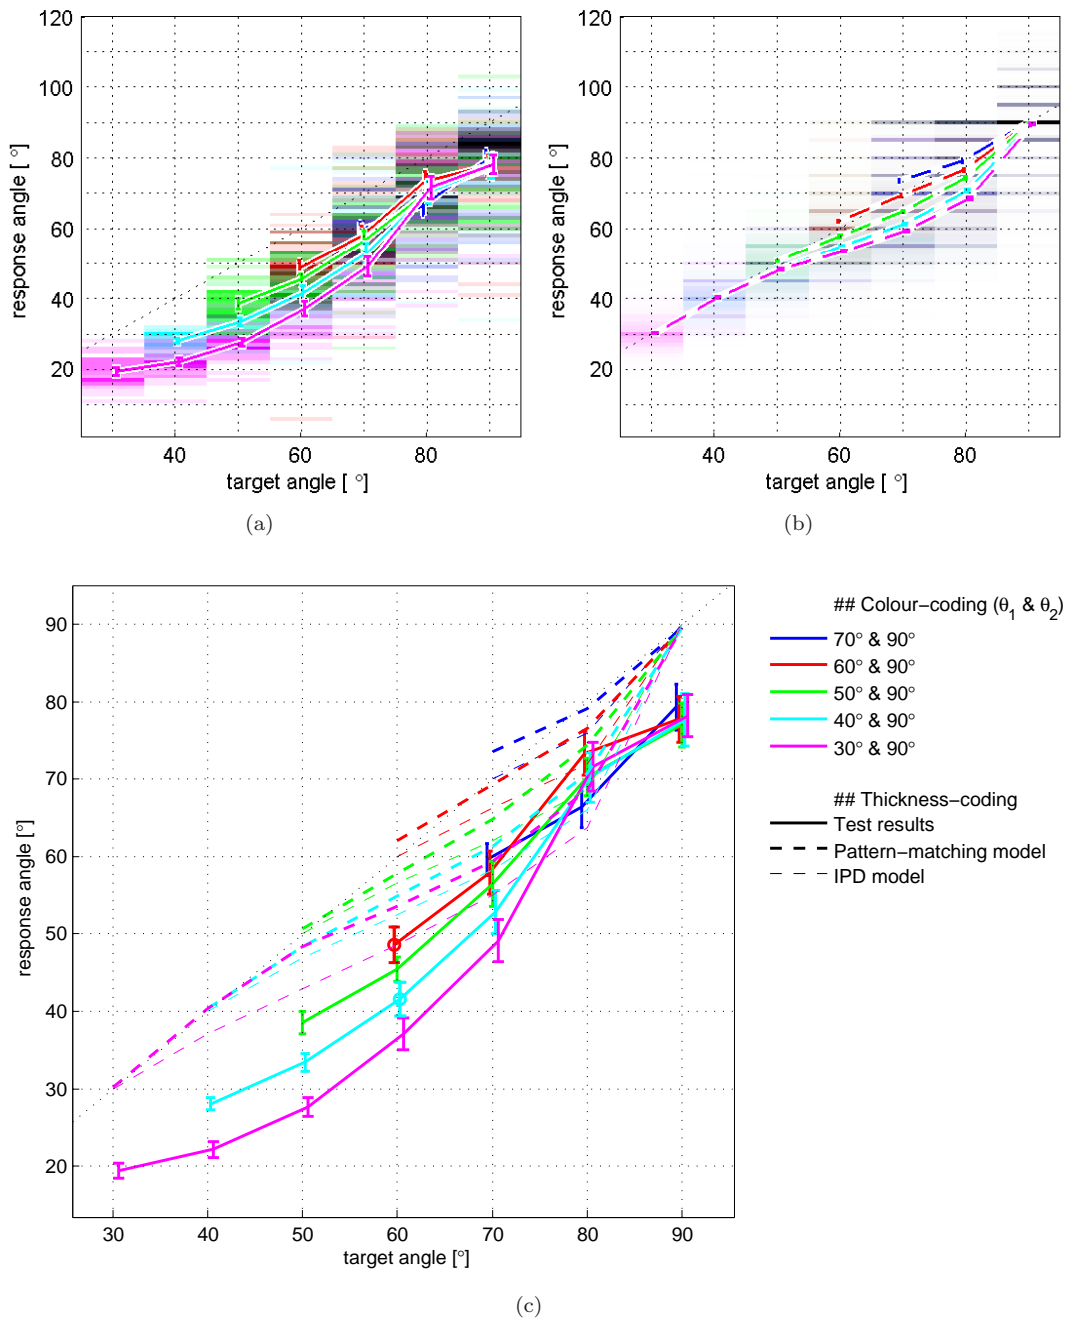 120
100
80
60
40
20
response angle [ °]
40
60
80
target angle [ °]
(a)
120
100
80
60
40
20
response angle [ °]
40
60
80
target angle [ °]
(b)
90
80
70
60
50
40
30
20
response angle [°]
30
40
50
60
70
80
90
target angle [°]
## Colour−coding (θ1 & θ2)
70° & 90°
60° & 90°
50° & 90°
40° & 90°
30° & 90°
## Thickness−coding
Test results
Pattern−matching model
IPD model
(c)